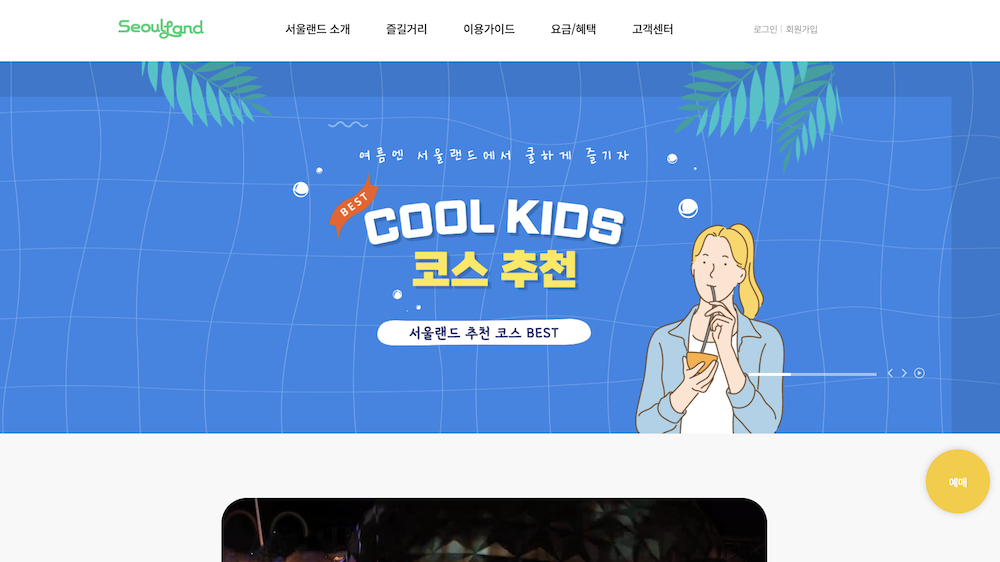 SeoulLand
서울랜드 소개
즐길거리
이용가이드
요금/혜택
고객센터
로그인 | 회원가입
여름엔 서울랜드에서 쿨하게 즐기자
BEST
COOL KIDS
코스 추천
서울랜드 추천 코스 BEST
예매